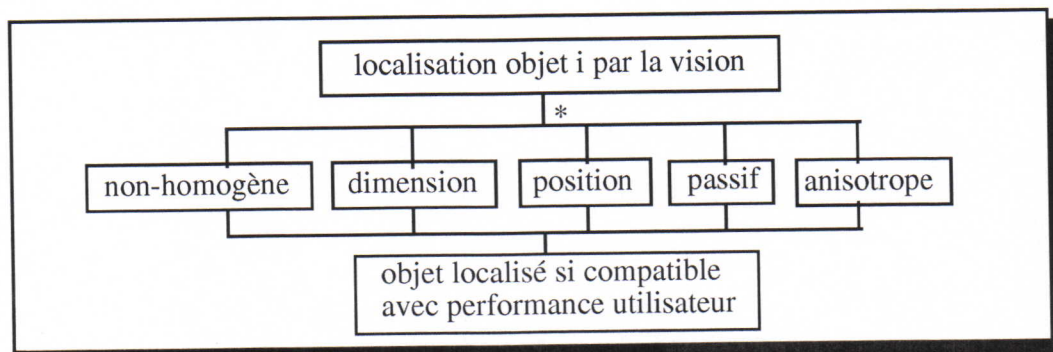 localisation objet i par la vision
*
non-homogène dimension position passif anisotrope
objet localisé si compatible
avec performance utilisateur